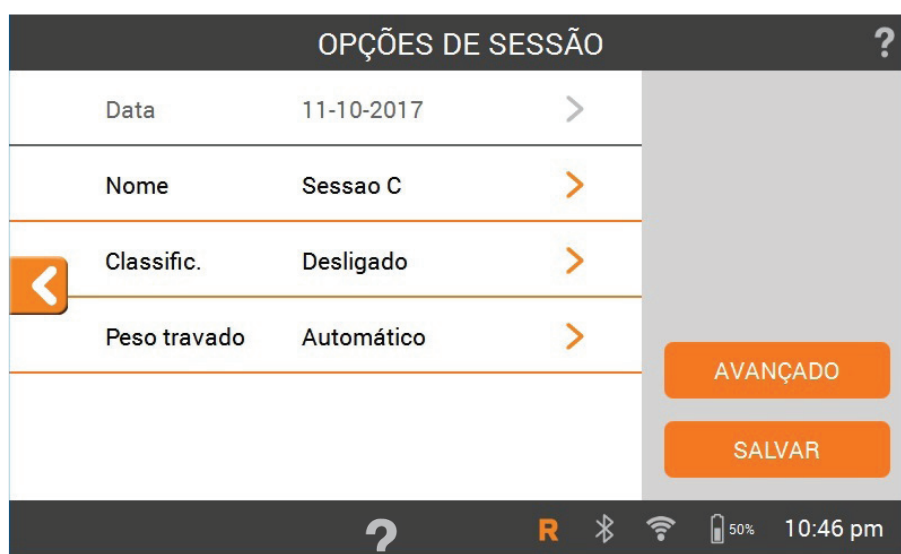 OPÇÕES DE SESSÃO ?
Data 11-10-2017
Nome Sessao C
Classific. Desligado
Peso travado Automático
AVANÇADO
SALVAR
? R 50% 10:46 pm